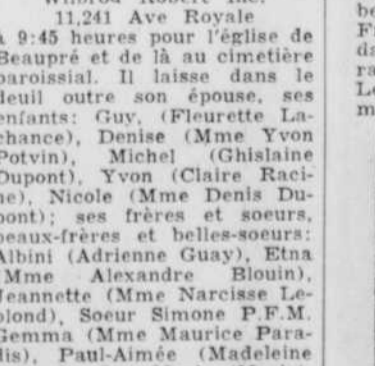 Wilbrod Robert Inc.
11,241 Ave Royale
à 9:45 heures pour l'église de
Beaupré et de là au cimetière
paroissial. Il laisse dans le
deuil outre son épouse, ses
enfants: Guy, (Fleurette La-
chance), Denise (Mme Yvon
Potvin), Michel (Ghislaine
Dupont), Yvon (Claire Raci-
ne), Nicole (Mme Denis Du-
pont); ses frères et soeurs,
beaux-frères et belles-soeurs:
Albini (Adrienne Guay), Etna
(Mme Alexandre Blouin),
Jeannette (Mme Narcisse Le-
blond), Soeur Simone P.F.M.
Gemma (Mme Maurice Para-
dis), Paul-Aimée (Madeleine